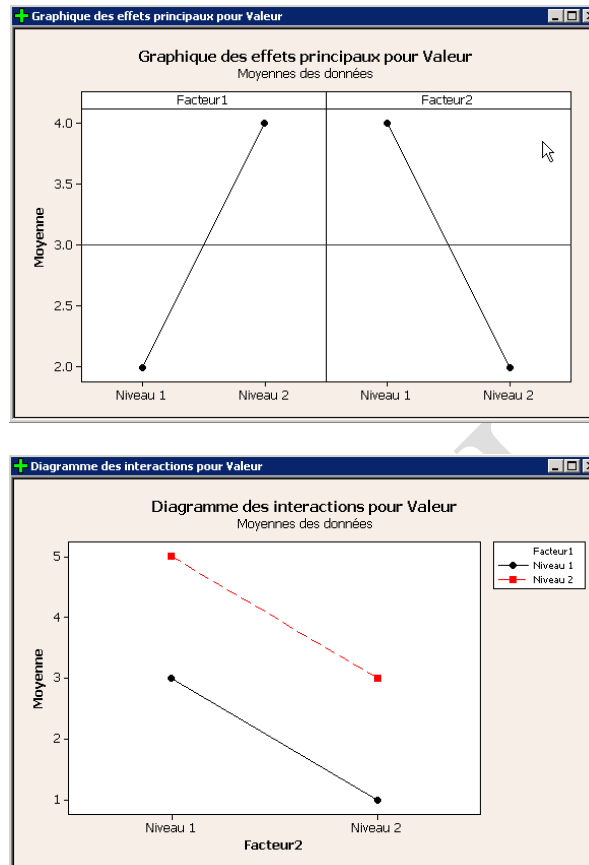 Graphique des effets principaux pour Valeur
Graphique des effets principaux pour Valeur
Moyennes des données
Facteur1 Facteur2
4.0
3.5
3.0
2.5
2.0
Moyenne
Niveau 1 Niveau 2 Niveau 1 Niveau 2
Diagramme des interactions pour Valeur
Diagramme des interactions pour Valeur
Moyennes des données
Facteur1
Niveau 1
Niveau 2
5
4
3
2
1
Moyenne
Niveau 1 Niveau 2
Facteur2